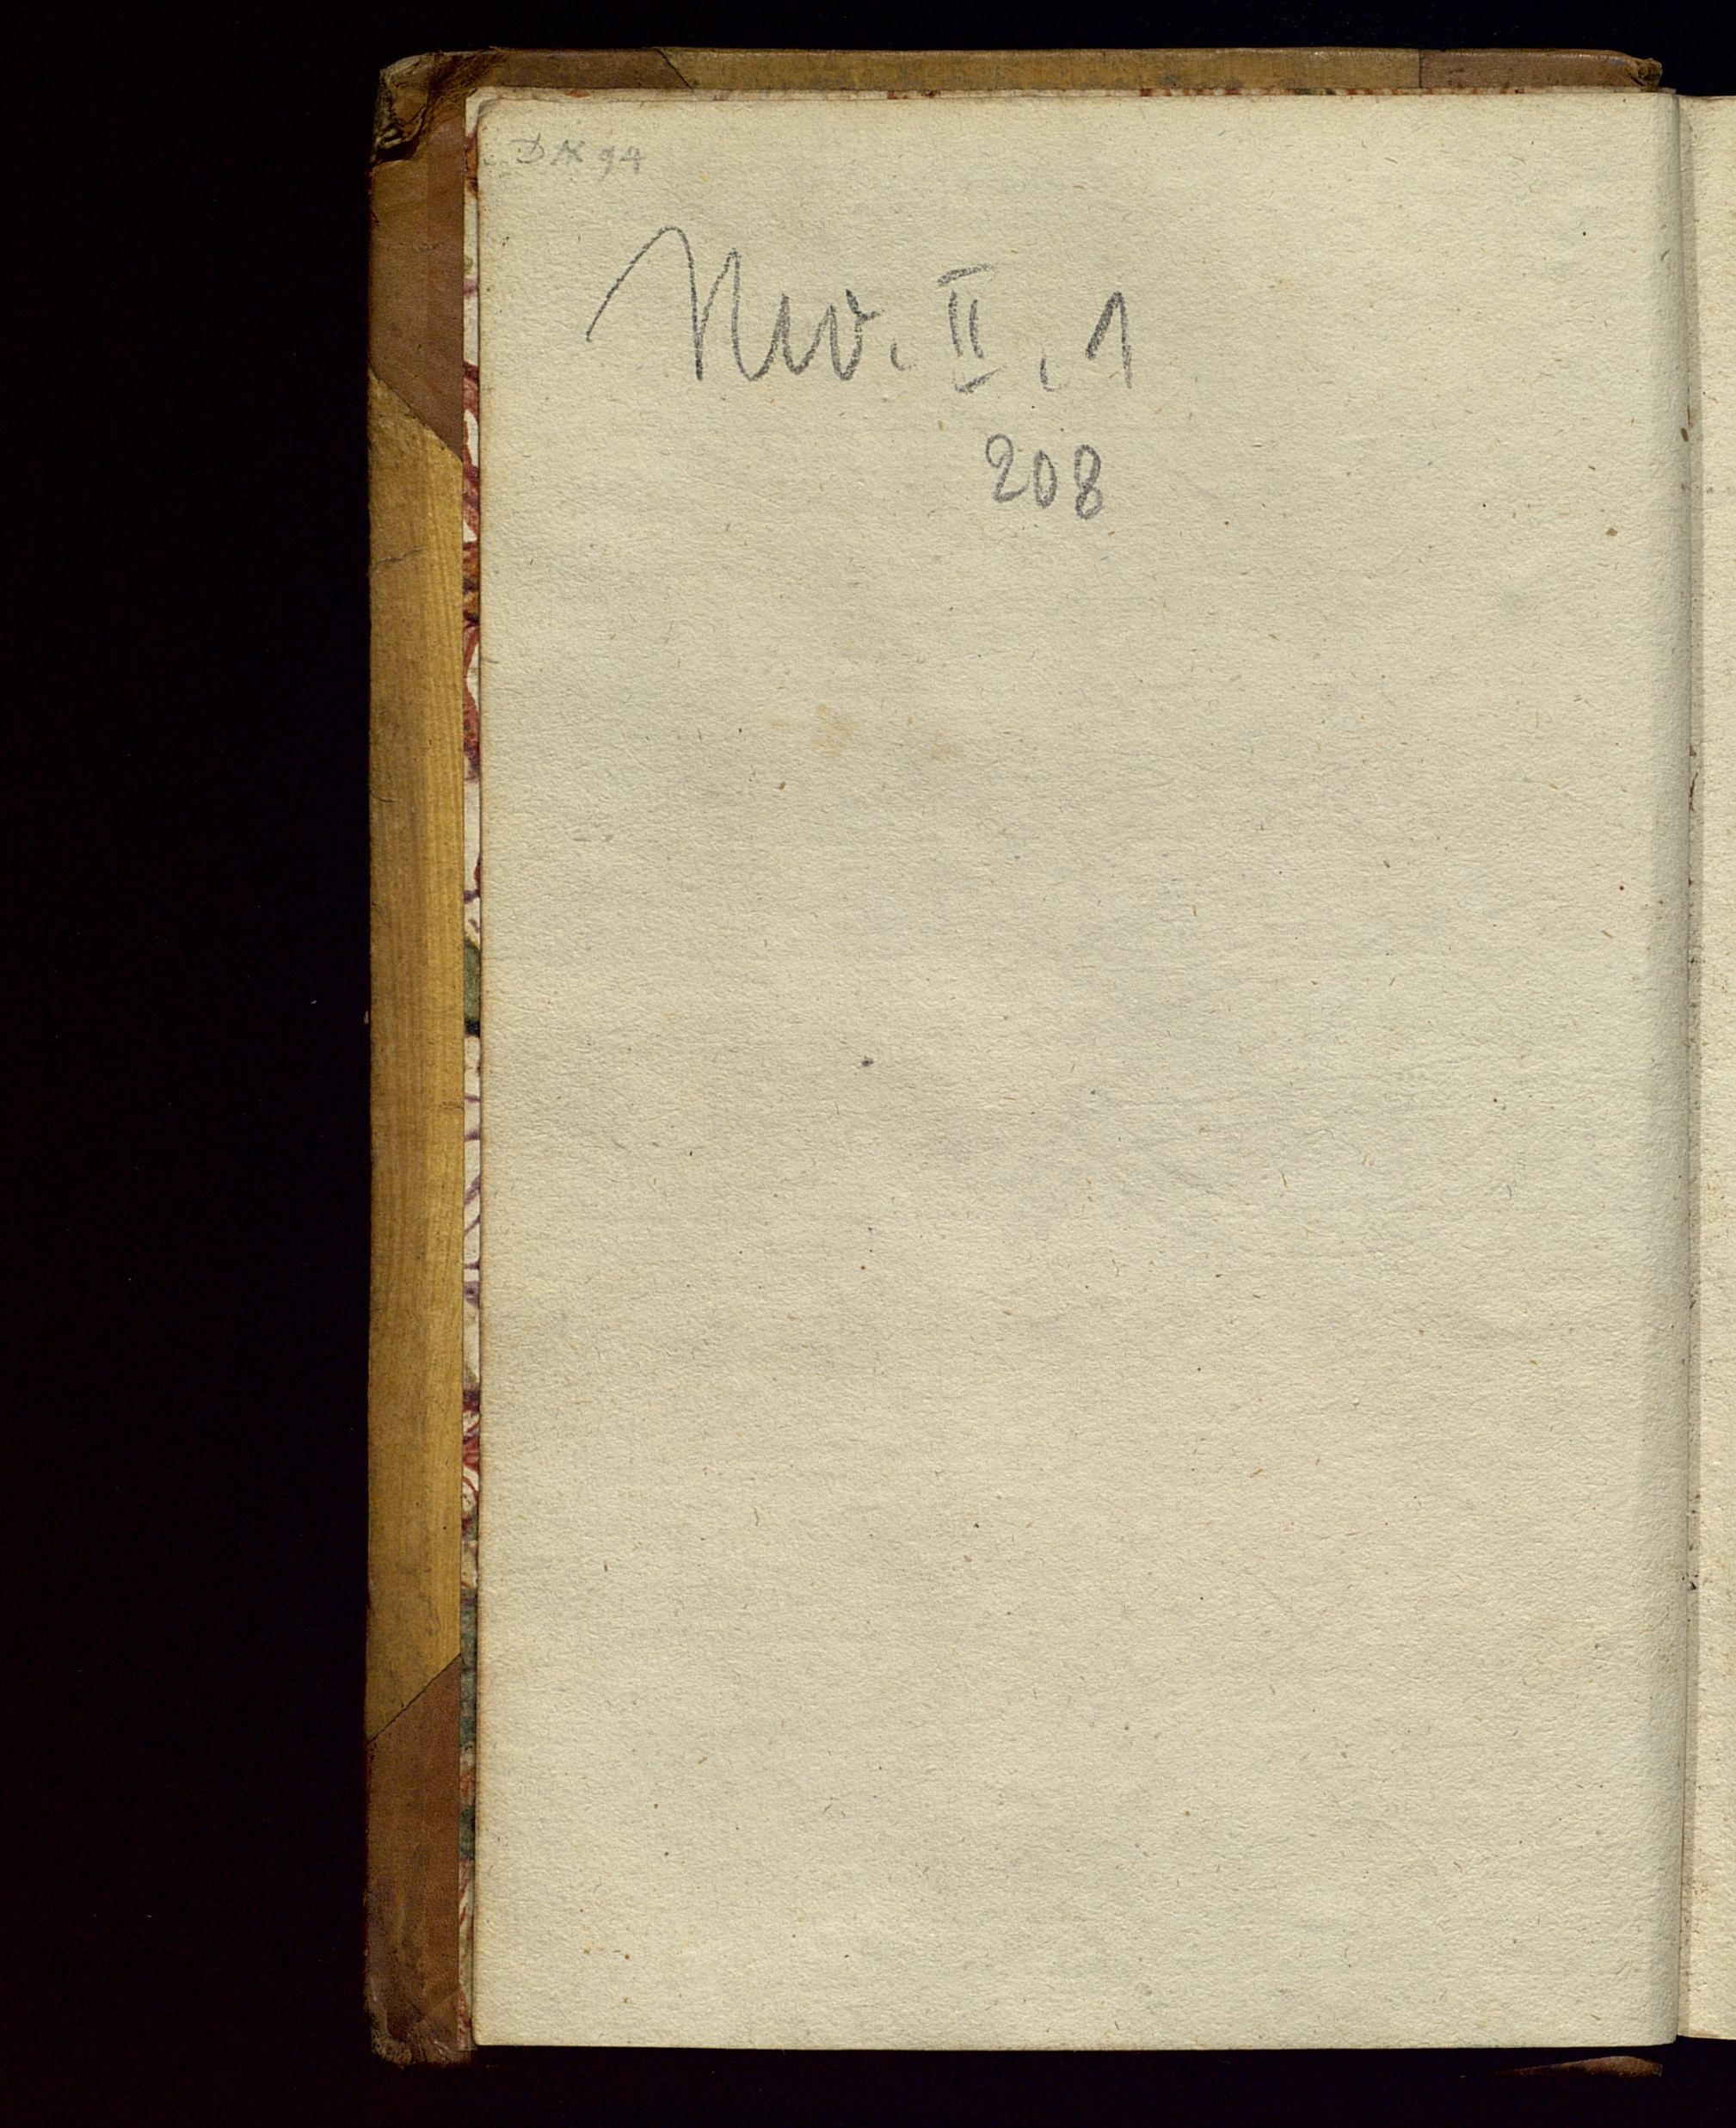 DK 94
Nw. II, 1
208